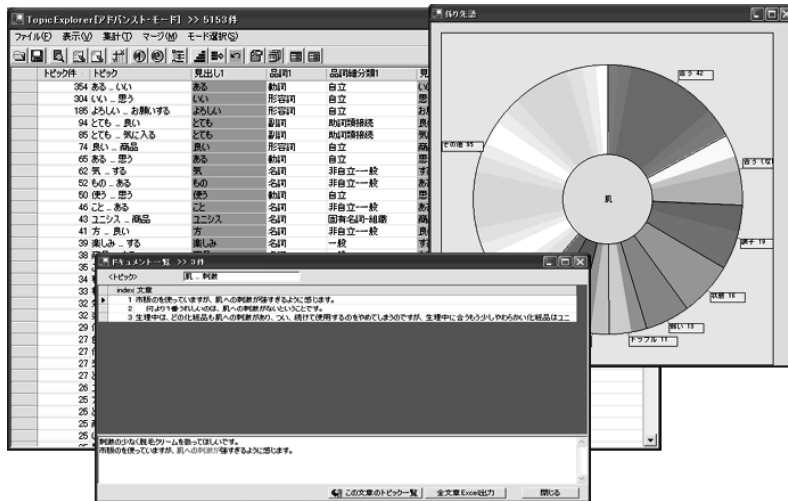 TopicExplorer[アドバンスト・モード] >> 5153件
ファイル(F) 表示(V) 集計(T) マージ(M) モード選択(S)
トピック件 トピック 見出し1 品詞1 品詞細分類1
354 ある .. いい ある 動詞 自立
304 いい .. 思う いい 形容詞 自立
185 よろしい .. お願いする よろしい 形容詞 自立
94 とても .. 良い とても 副詞 助詞類接続
85 とても .. 気に入る とても 副詞 助詞類接続
74 良い .. 商品 良い 形容詞 自立
65 ある .. 思う ある 動詞 自立
62 気 .. する 気 名詞 非自立-一般
52 もの .. ある もの 名詞 非自立-一般
50 使う .. 思う 使う 動詞 自立
46 こと .. ある こと 名詞 非自立-一般
43 ユニシス .. 商品 ユニシス 名詞 固有名詞-組織
41 方 .. 良い 方 名詞 非自立-一般
39 楽しみ .. する 楽しみ 名詞 一般
38
35
34
33
32
32
29
27
27
27
27
26
25
25
25
25
係り先語
合う 42
合う(な
調子 19
状態 16
弱い 13
トラブル 11
その他 95
肌
ドキュメント一覧 >> 3件
<トピック> 肌 .. 刺激
index 文章
1 市販のを使っていますが、肌への刺激が強すぎるように感じます。
2 何より1番うれしいのは、肌への刺激がないということです。
3 生理中は、どの化粧品も肌への刺激があり、つい、続けて使用するのをやめてしまうのですが、生理中に合うもう少しやわらかい化粧品はユニ
刺激の少なく脱毛クリームを扱ってほしいです。
市販のを使っていますが、肌への刺激が強すぎるように感じます。
この文章のトピック一覧 全文章Excel出力 閉じる